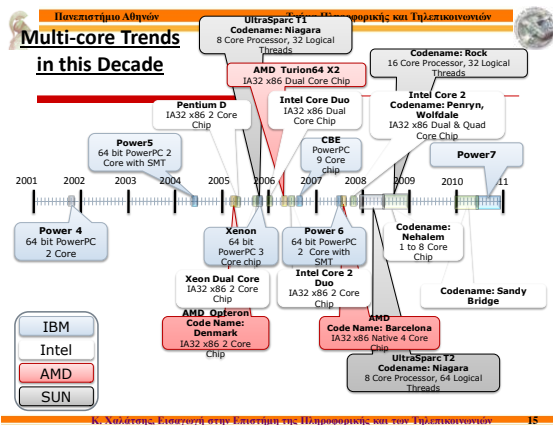 Πανεπιστήμιο Αθηνών
Πληροφορικής και Τηλεπικοινωνιών
Multi-core Trends
in this Decade
UltraSparc T1
Codename: Niagara
8 Core Processor, 32 Logical
Threads
Codename: Rock
16 Core Processor, 32 Logical
Threads
AMD Turion64 X2
IA32 x86 Dual Core Chip
Pentium D
IA32 x86 2 Core
Chip
Intel Core Duo
IA32 x86 Dual
Core Chip
Intel Core 2
Codename: Penryn,
Wolfdale
IA32 x86 Dual & Quad
Core Chip
Power5
64 bit PowerPC 2
Core with SMT
CBE
PowerPC
9 Core
chip
Power7
2001
2002
2003
2004
2005
2006
2007
2008
2009
2010
11
Power 4
64 bit PowerPC
2 Core
Xenon
64 bit
PowerPC 3
Core chip
Power 6
64 bit PowerPC
2 Core with
SMT
Codename:
Nehalem
1 to 8 Core
Chip
Xeon Dual Core
IA32 x86 2 Core
Chip
Intel Core 2
Duo
IA32 x86 2 Core
Chip
Codename: Sandy
Bridge
AMD Opteron
Code Name:
Denmark
IA32 x86 2 Core
Chip
AMD
Code Name: Barcelona
IA32 x86 Native 4 Core
Chip
UltraSparc T2
Codename: Niagara
8 Core Processor, 64 Logical
Threads
IBM
Intel
AMD
SUN
Κ. Χαλάτσης, Εισαγωγή στην Επιστήμη της Πληροφορικής και των Τηλεπικοινωνιών
15